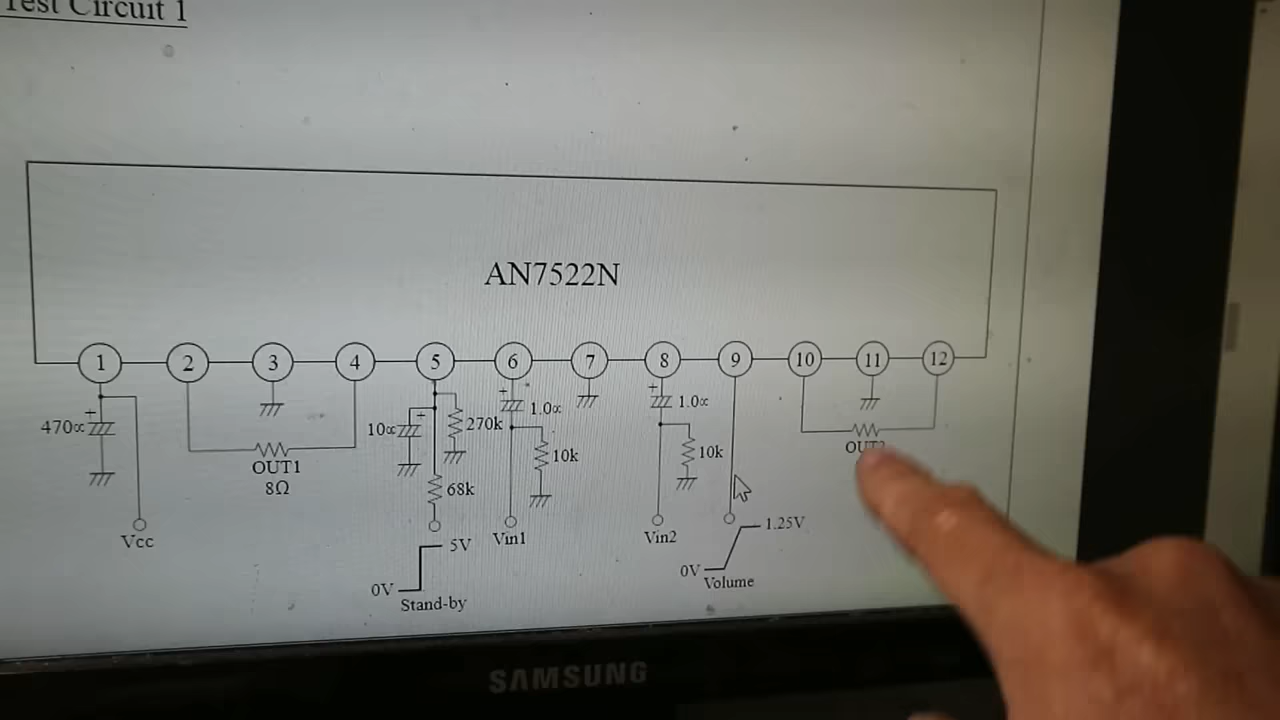 Test Circuit 1
AN7522N
1 2 3 4 5 6 7 8 9 10 11 12
+ + + +
470∝ 10∝ 270k 1.0∝ 1.0∝
10k 10k
OUT1
8Ω
68k
Vcc
5V
0V
Stand-by
Vin1
Vin2
1.25V
0V
Volume
SAMSUNG